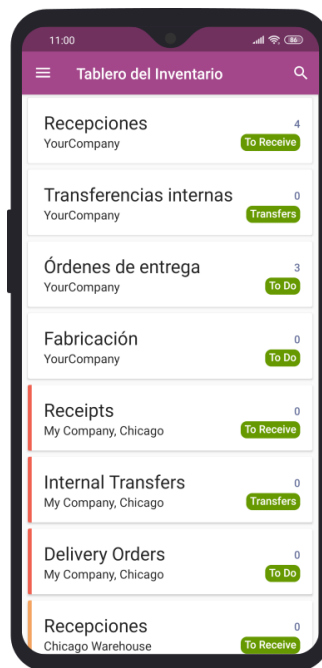 11:00
86
Tablero del Inventario
Recepciones
4
YourCompany
To Receive
Transferencias internas
0
YourCompany
Transfers
Órdenes de entrega
3
YourCompany
To Do
Fabricación
0
YourCompany
To Do
Receipts
0
My Company, Chicago
To Receive
Internal Transfers
0
My Company, Chicago
Transfers
Delivery Orders
0
My Company, Chicago
To Do
Recepciones
0
Chicago Warehouse
To Receive